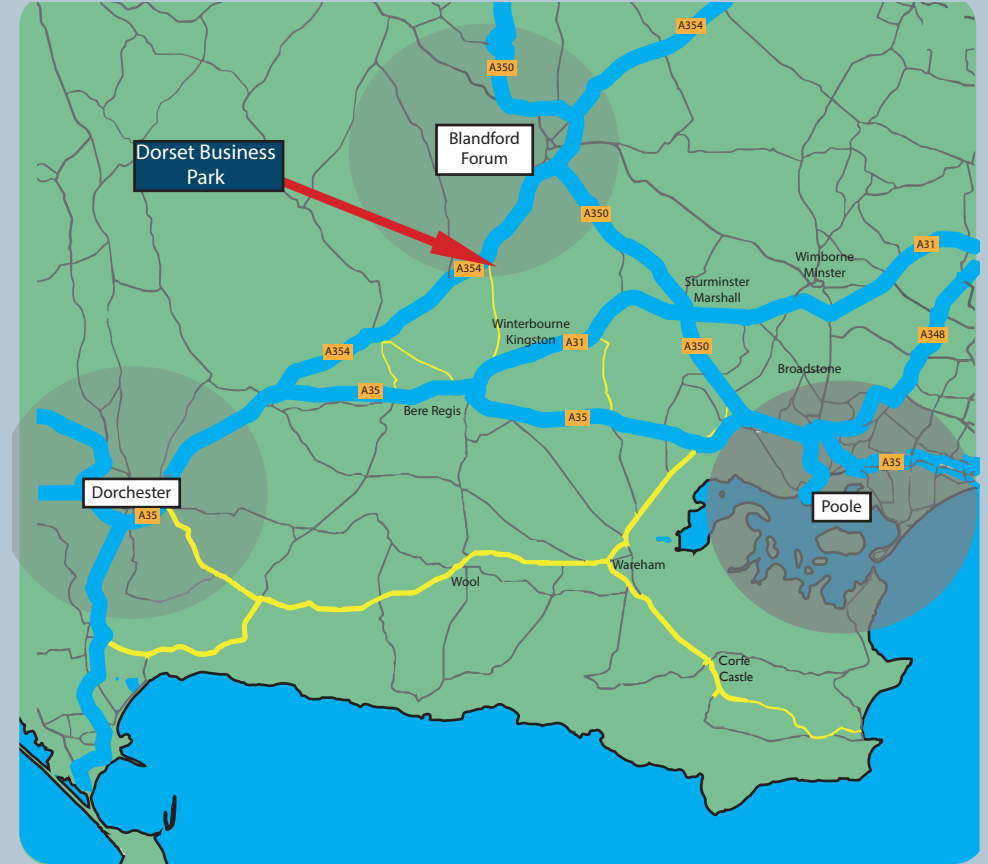 A354
A350
Blandford
Forum
Dorset Business
Park
A350
A31
Wimborne
Minster
A354
Sturminster
Marshall
Winterbourne
Kingston
A348
A31
A350
A354
Broadstone
A35
Bere Regis
A35
A35
Dorchester
Poole
A35
Wareham
Wool
Corfe
Castle